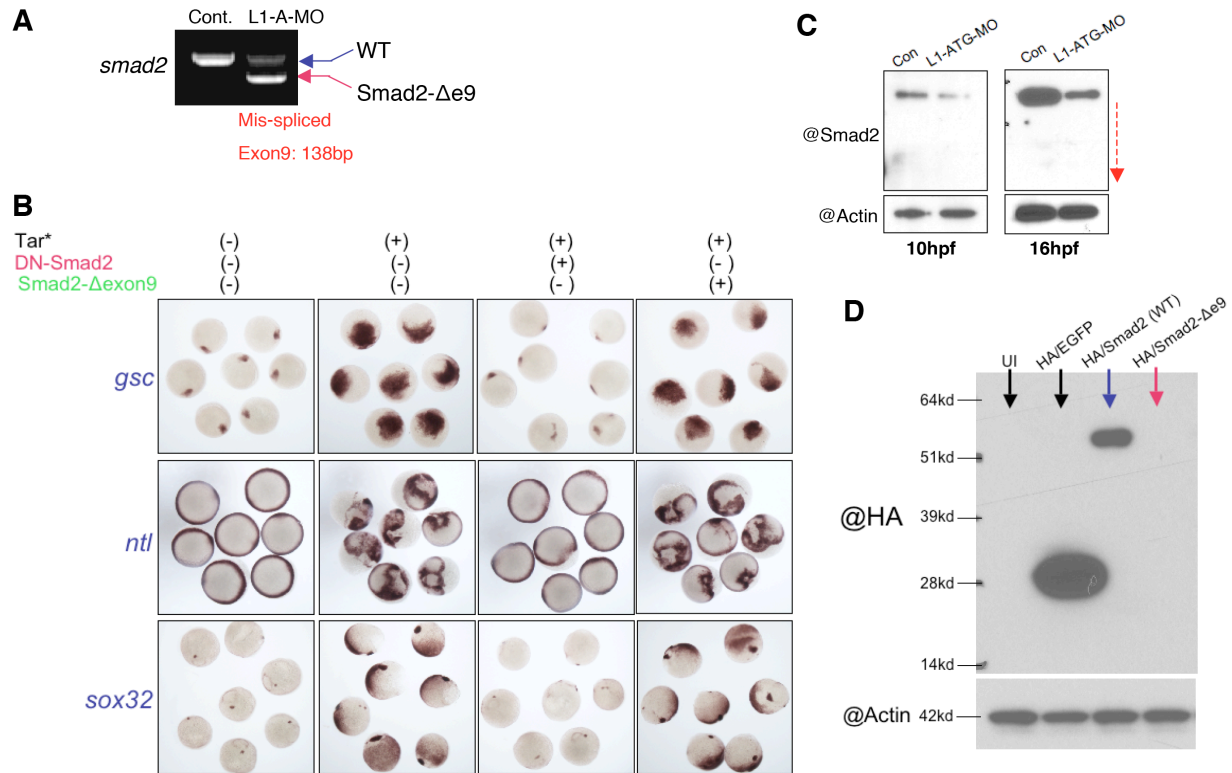 A
Cont. L1-A-MO
smad2
WT
Smad2-Δe9
Mis-spliced
Exon9: 138bp
B
Tar* (-) (+) (+) (+)
DN-Smad2 (-) (-) (+) (-)
Smad2-Δexon9 (-) (-) (-) (+)
gsc
ntl
sox32
C
Con L1-ATG-MO Con L1-ATG-MO
@Smad2
@Actin
10hpf 16hpf
D
UI HA/EGFP HA/Smad2 (WT) HA/Smad2-Δe9
64kd
51kd
@HA
39kd
28kd
14kd
@Actin 42kd